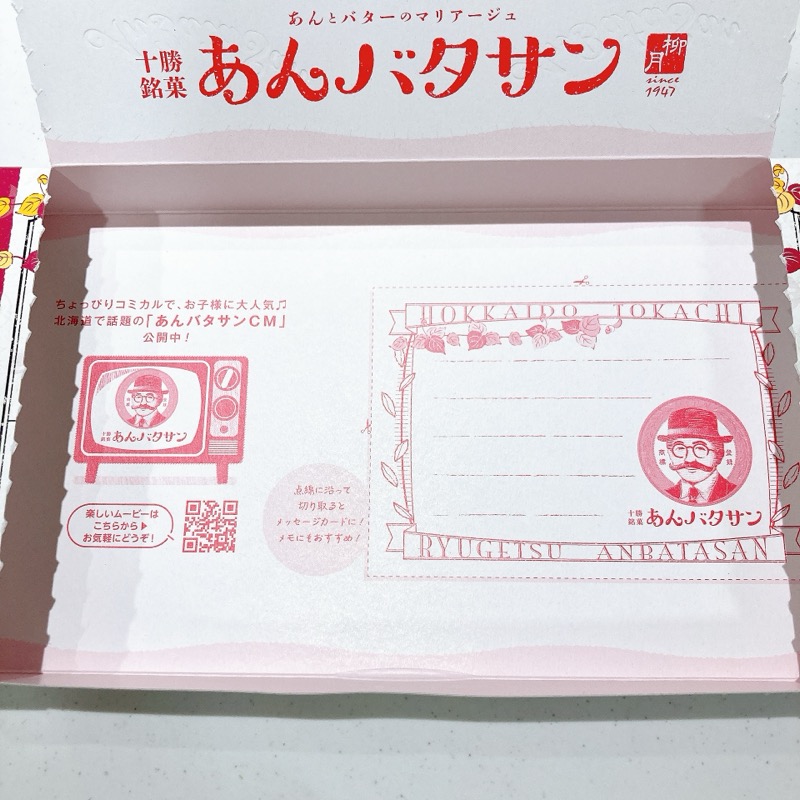 あんとバターのマリアージュ
十勝
銘菓
あんバタサン
柳月
since
1947
ちょっぴりコミカルで、お子様に大人気♫
北海道で話題の「あんバタサンCM」
公開中！
十勝
銘菓
あんバタサン
楽しいムービーは
こちらから▶
お気軽にどうぞ！
点線に沿って
切り取ると
メッセージカードに！
メモにもおすすめ！
HOKKAIDO TOKACHI
十勝
銘菓
あんバタサン
RYUGETSU ANBATASAN